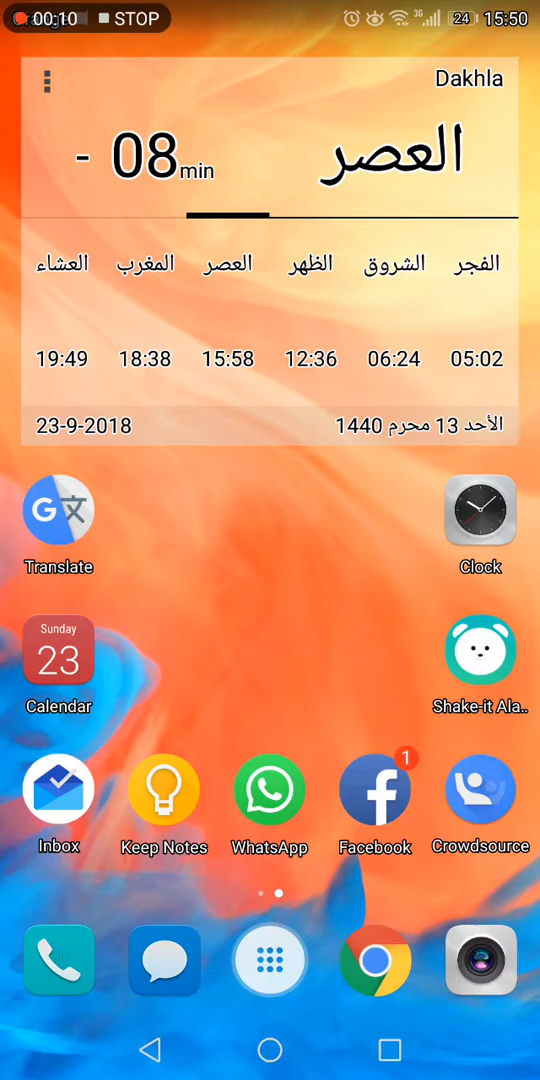 00:10 STOP 3G 24 15:50
Dakhla
العصر
- 08min
الفجر الشروق الظهر العصر المغرب العشاء
05:02 06:24 12:36 15:58 18:38 19:49
الأحد 13 محرم 1440
23-9-2018
Translate Clock
Sunday
23
Calendar Shake-it Ala..
1
Inbox Keep Notes WhatsApp Facebook Crowdsource